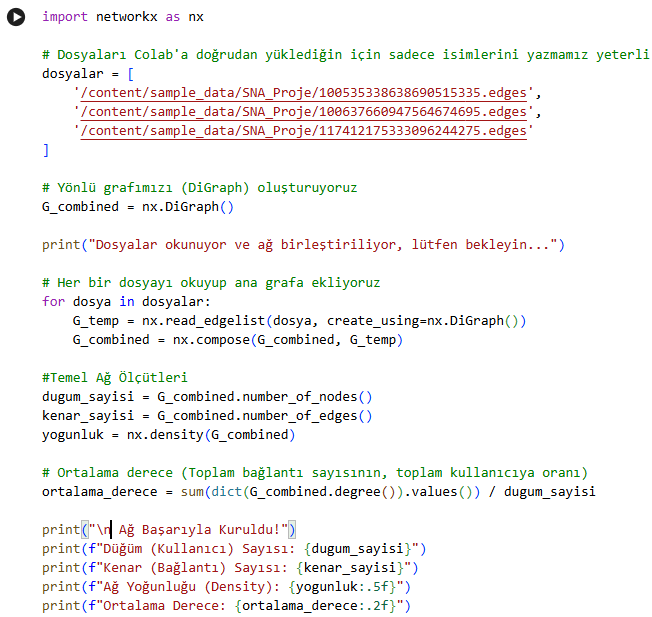 import networkx as nx
# Dosyaları Colab'a doğrudan yüklediğin için sadece isimlerini yazmamız yeterli
dosyalar = [
'/content/sample_data/SNA_Proje/100535338638690515335.edges',
'/content/sample_data/SNA_Proje/100637660947564674695.edges',
'/content/sample_data/SNA_Proje/117412175333096244275.edges'
]
# Yönlü grafımızı (DiGraph) oluşturuyoruz
G_combined = nx.DiGraph()
print("Dosyalar okunuyor ve ağ birleştiriliyor, lütfen bekleyin...")
# Her bir dosyayı okuyup ana grafa ekliyoruz
for dosya in dosyalar:
G_temp = nx.read_edgelist(dosya, create_using=nx.DiGraph())
G_combined = nx.compose(G_combined, G_temp)
#Temel Ağ Ölçütleri
dugum_sayisi = G_combined.number_of_nodes()
kenar_sayisi = G_combined.number_of_edges()
yogunluk = nx.density(G_combined)
# Ortalama derece (Toplam bağlantı sayısının, toplam kullanıcıya oranı)
ortalama_derece = sum(dict(G_combined.degree()).values()) / dugum_sayisi
print("\n Ağ Başarıyla Kuruldu!")
print(f"Düğüm (Kullanıcı) Sayısı: {dugum_sayisi}")
print(f"Kenar (Bağlantı) Sayısı: {kenar_sayisi}")
print(f"Ağ Yoğunluğu (Density): {yogunluk:.5f}")
print(f"Ortalama Derece: {ortalama_derece:.2f}")